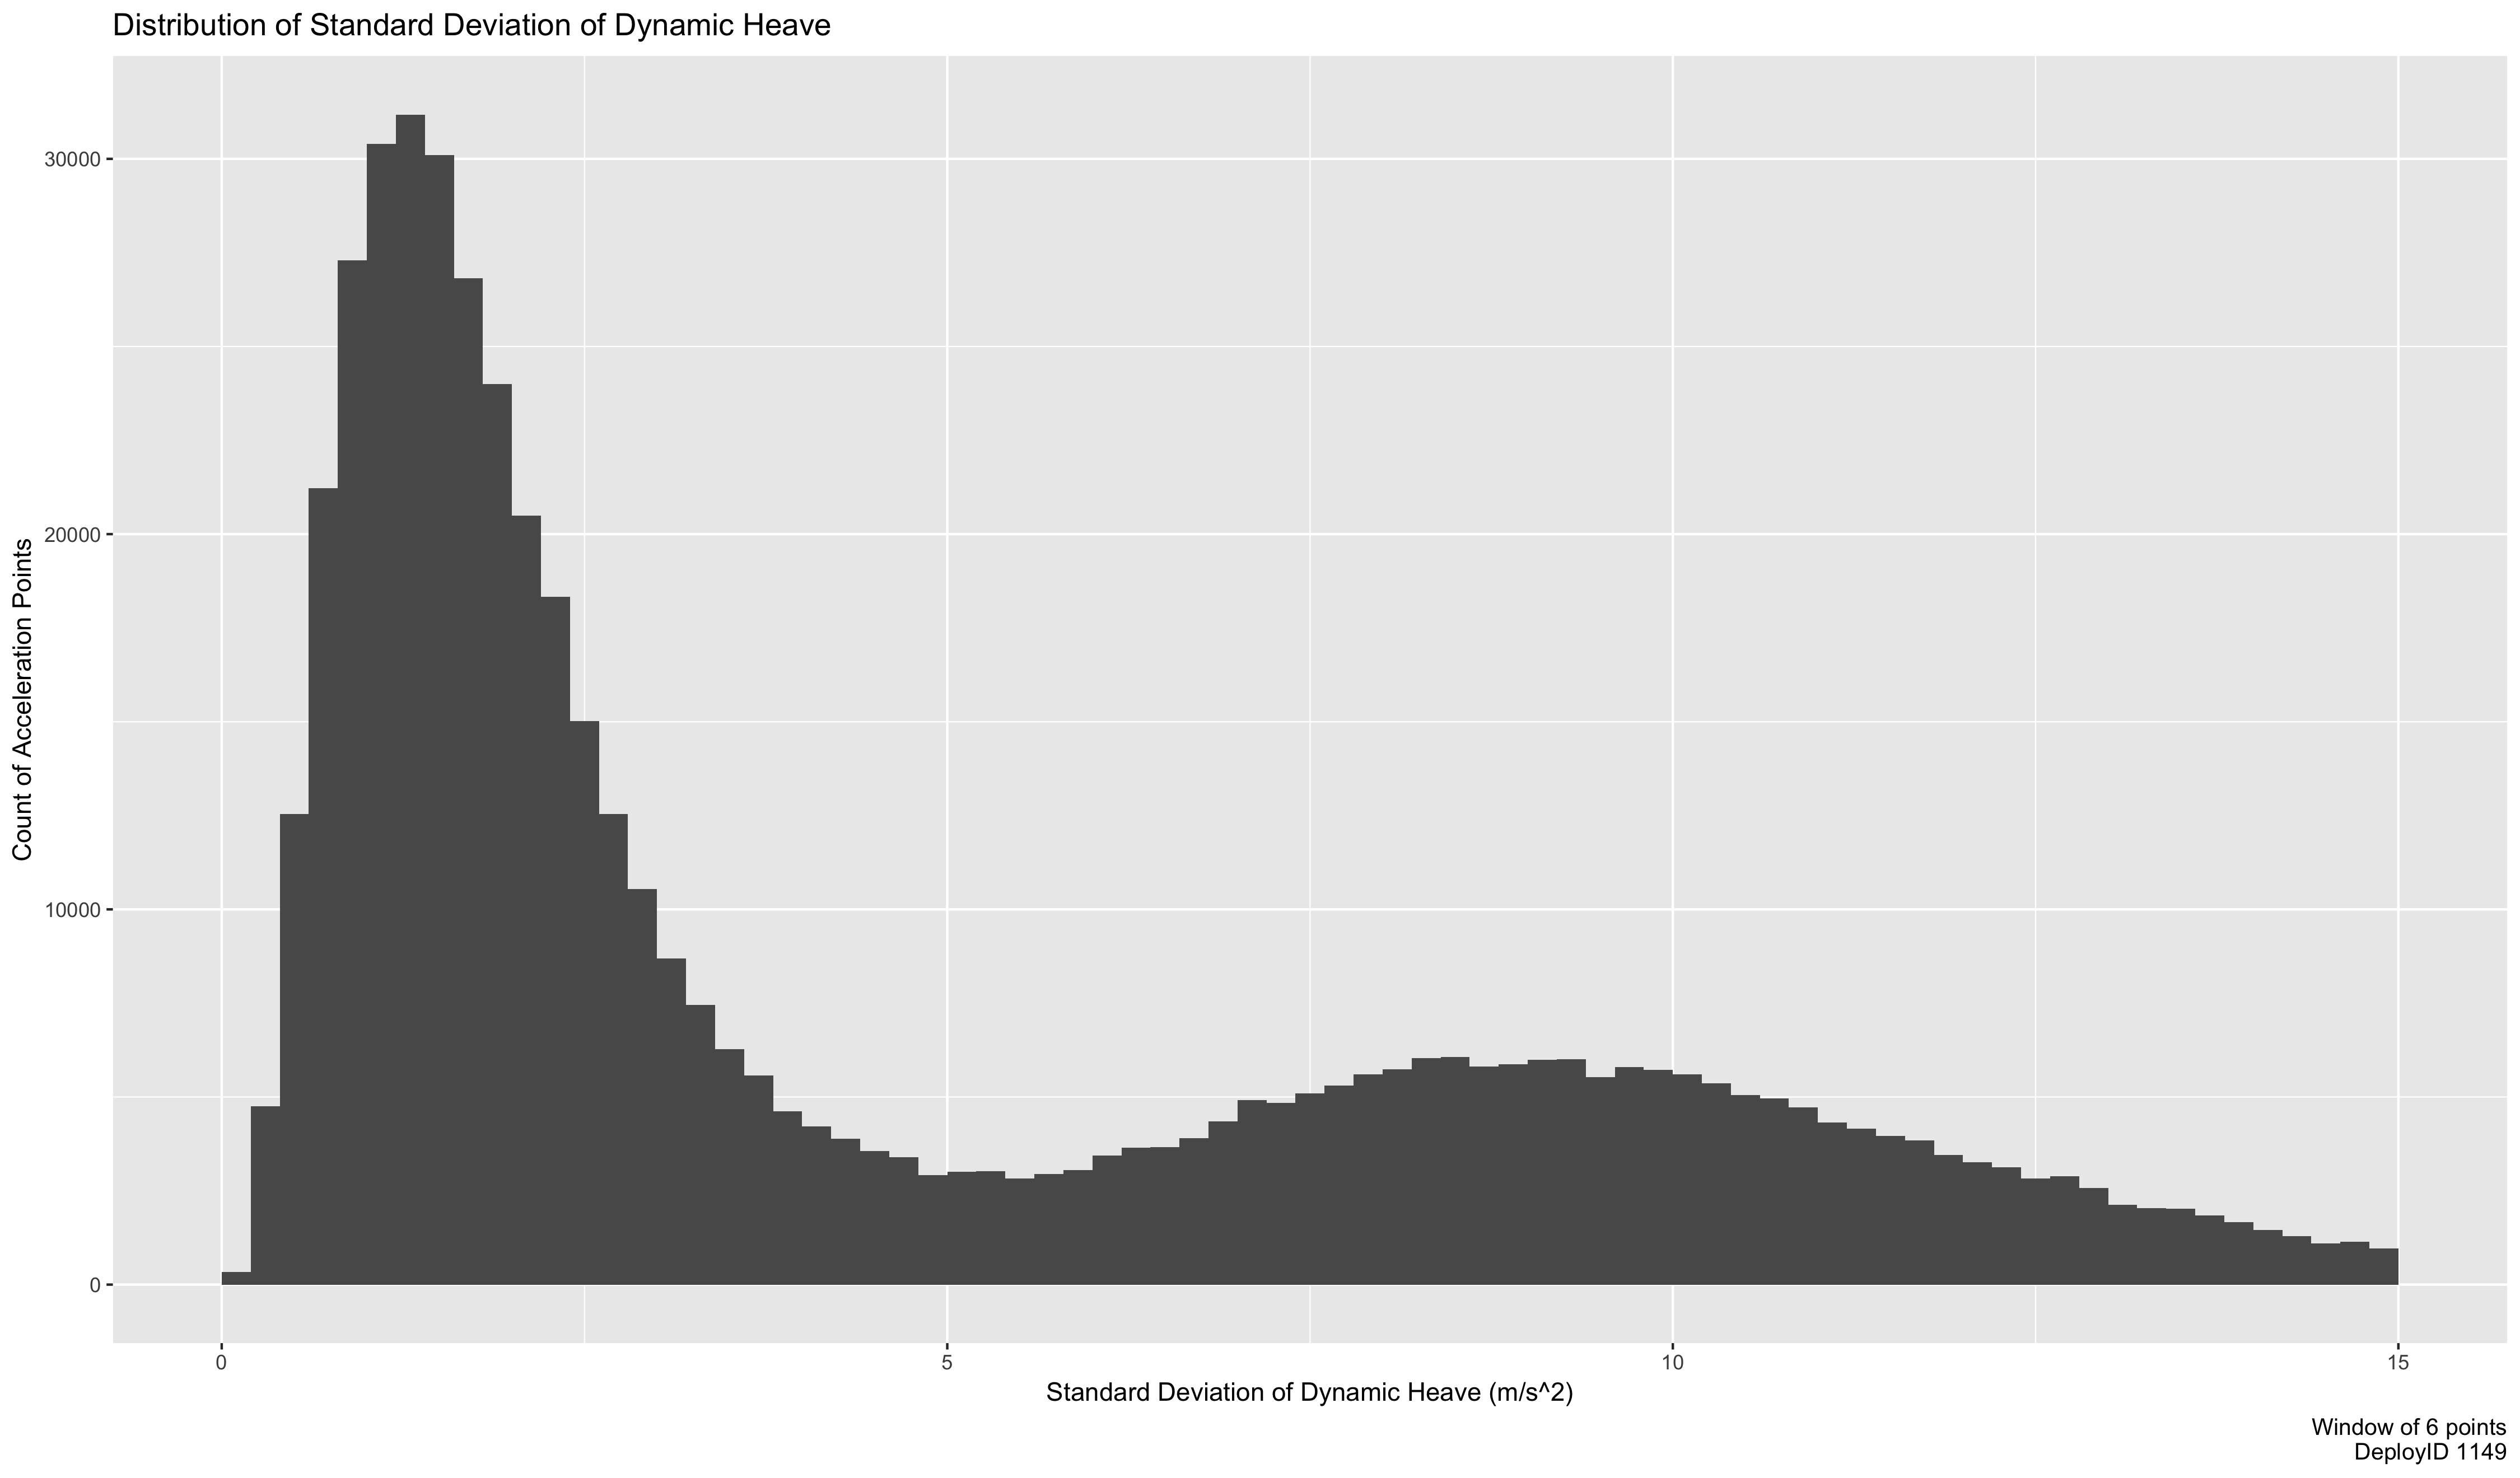 Distribution of Standard Deviation of Dynamic Heave
Count of Acceleration Points
30000
20000
10000
0
0
5
10
15
Standard Deviation of Dynamic Heave (m/s^2)
Window of 6 points
DeployID 1149